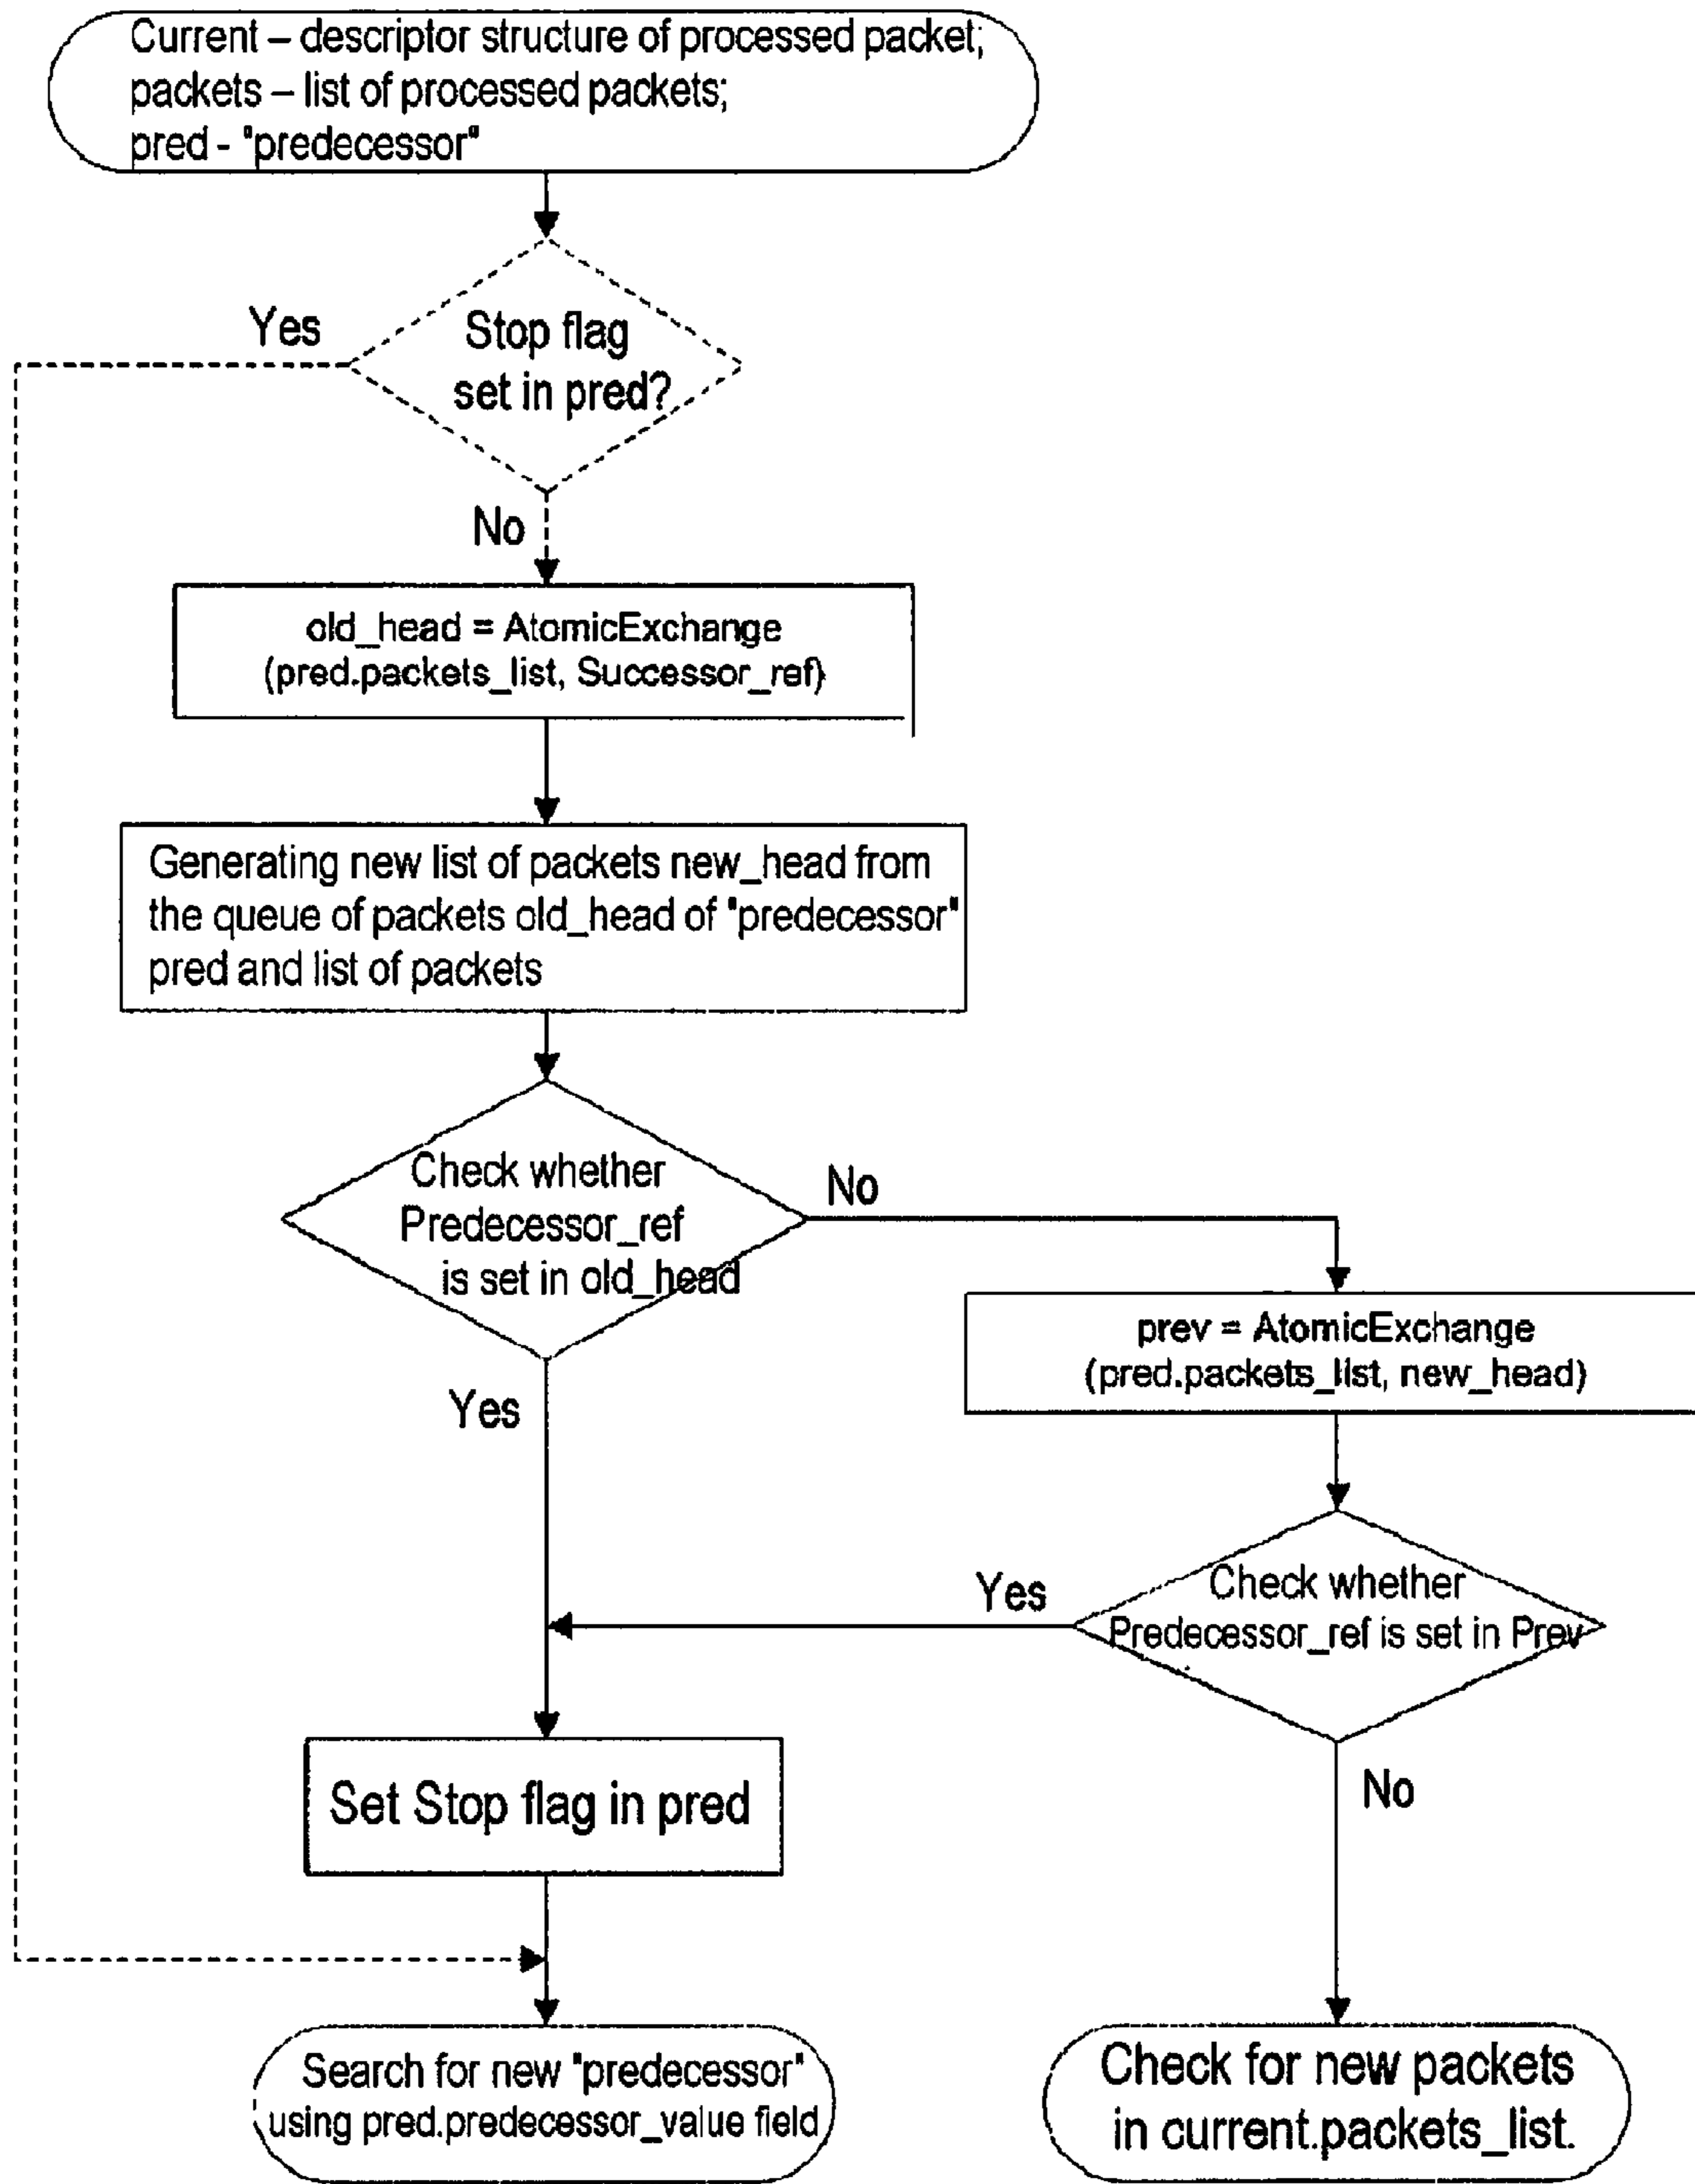 Current – descriptor structure of processed packet;
packets – list of processed packets;
pred - "predecessor"
Yes
Stop flag
set in pred?
No
old_head = AtomicExchange
(pred.packets_list, Successor_ref)
Generating new list of packets new_head from
the queue of packets old_head of "predecessor"
pred and list of packets
Check whether
Predecessor_ref
is set in old_head
No
prev = AtomicExchange
(pred.packets_list, new_head)
Yes
Yes
Check whether
Predecessor_ref is set in Prev
Set Stop flag in pred
No
Search for new "predecessor"
using pred.predecessor_value field
Check for new packets
in current.packets_list.